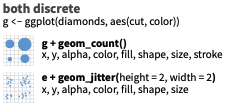 both discrete
g <- ggplot(diamonds, aes(cut, color))
g + geom_count()
x, y, alpha, color, fill, shape, size, stroke
e + geom_jitter(height = 2, width = 2)
x, y, alpha, color, fill, shape, size